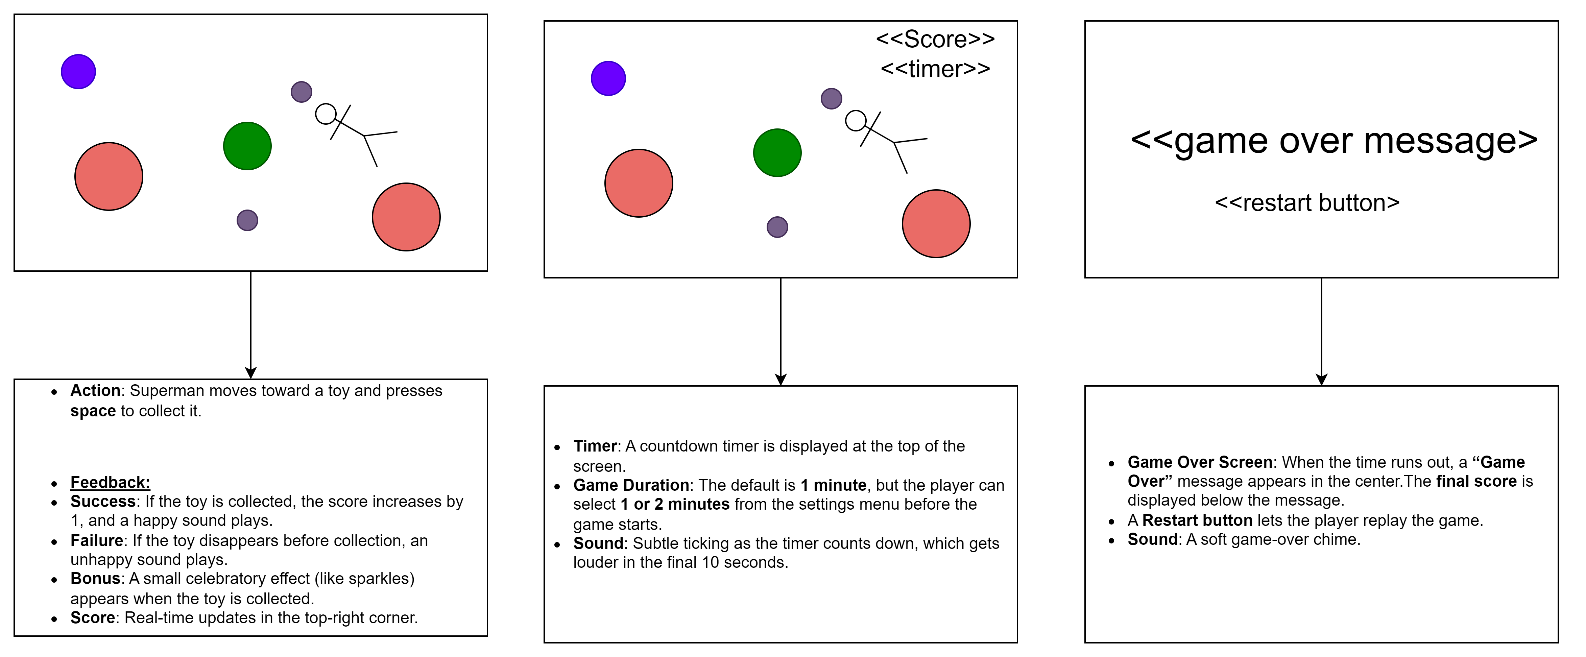 <<Score>>
<<timer>>
<<game over message>
<<restart button>
Action: Superman moves toward a toy and presses
space to collect it.
Feedback:
Success: If the toy is collected, the score increases by
1, and a happy sound plays.
Failure: If the toy disappears before collection, an
unhappy sound plays.
Bonus: A small celebratory effect (like sparkles)
appears when the toy is collected.
Score: Real-time updates in the top-right corner.
Timer: A countdown timer is displayed at the top of the
screen.
Game Duration: The default is 1 minute, but the player can
select 1 or 2 minutes from the settings menu before the
game starts.
Sound: Subtle ticking as the timer counts down, which gets
louder in the final 10 seconds.
Game Over Screen: When the time runs out, a “Game
Over” message appears in the center.The final score is
displayed below the message.
A Restart button lets the player replay the game.
Sound: A soft game-over chime.